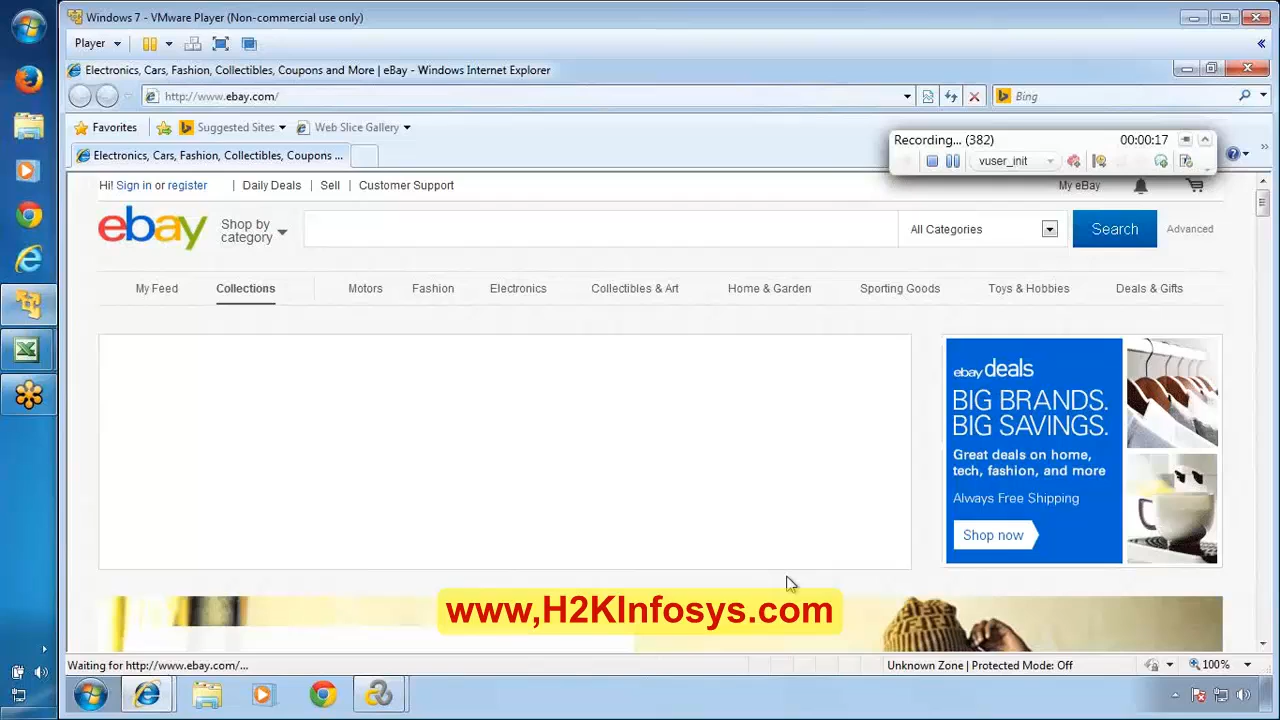 Windows 7 - VMware Player (Non-commercial use only)
Player
Electronics, Cars, Fashion, Collectibles, Coupons and More | eBay - Windows Internet Explorer
http://www.ebay.com/
Bing
Favorites
Suggested Sites
Web Slice Gallery
Recording... (382)
00:00:17
Electronics, Cars, Fashion, Collectibles, Coupons ...
vuser_init
Hi! Sign in or register
Daily Deals
Sell
Customer Support
My eBay
ebay
Shop by
category
All Categories
Search
Advanced
My Feed
Collections
Motors
Fashion
Electronics
Collectibles & Art
Home & Garden
Sporting Goods
Toys & Hobbies
Deals & Gifts
ebay deals
BIG BRANDS.
BIG SAVINGS.
Great deals on home,
tech, fashion, and more
Always Free Shipping
Shop now
www,H2KInfosys.com
Waiting for http://www.ebay.com/...
Unknown Zone | Protected Mode: Off
100%